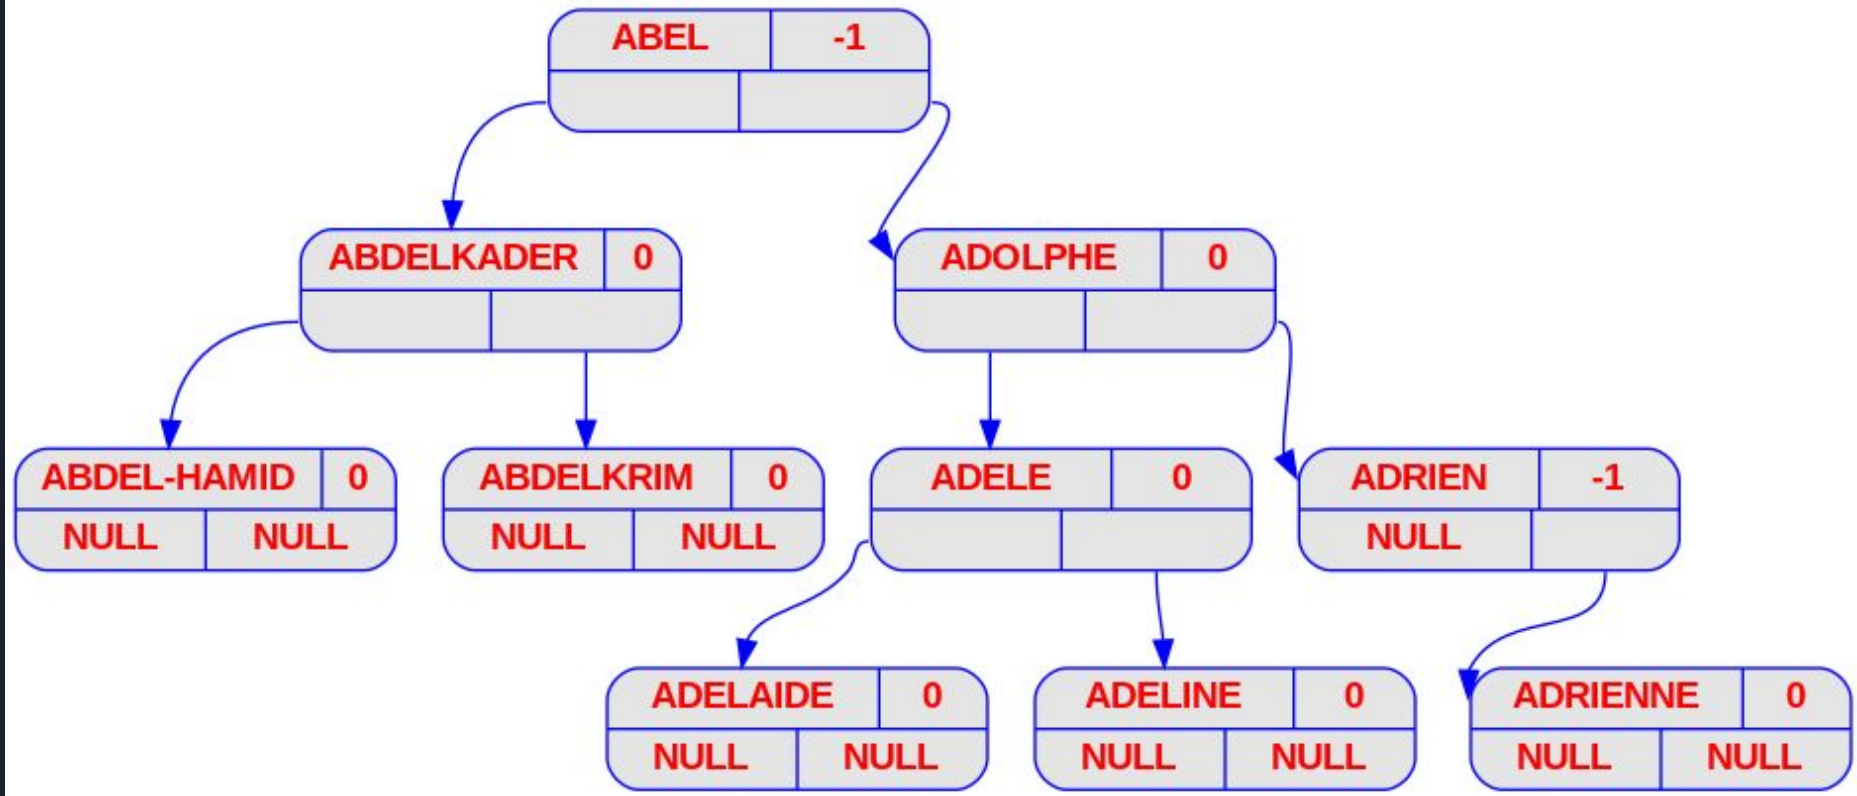 ABEL -1
ABDELKADER 0
ADOLPHE 0
ABDEL-HAMID 0
NULL NULL
ABDELKRIM 0
NULL NULL
ADELE 0
ADRIEN -1
NULL
ADELAIDE 0
NULL NULL
ADELINE 0
NULL NULL
ADRIENNE 0
NULL NULL